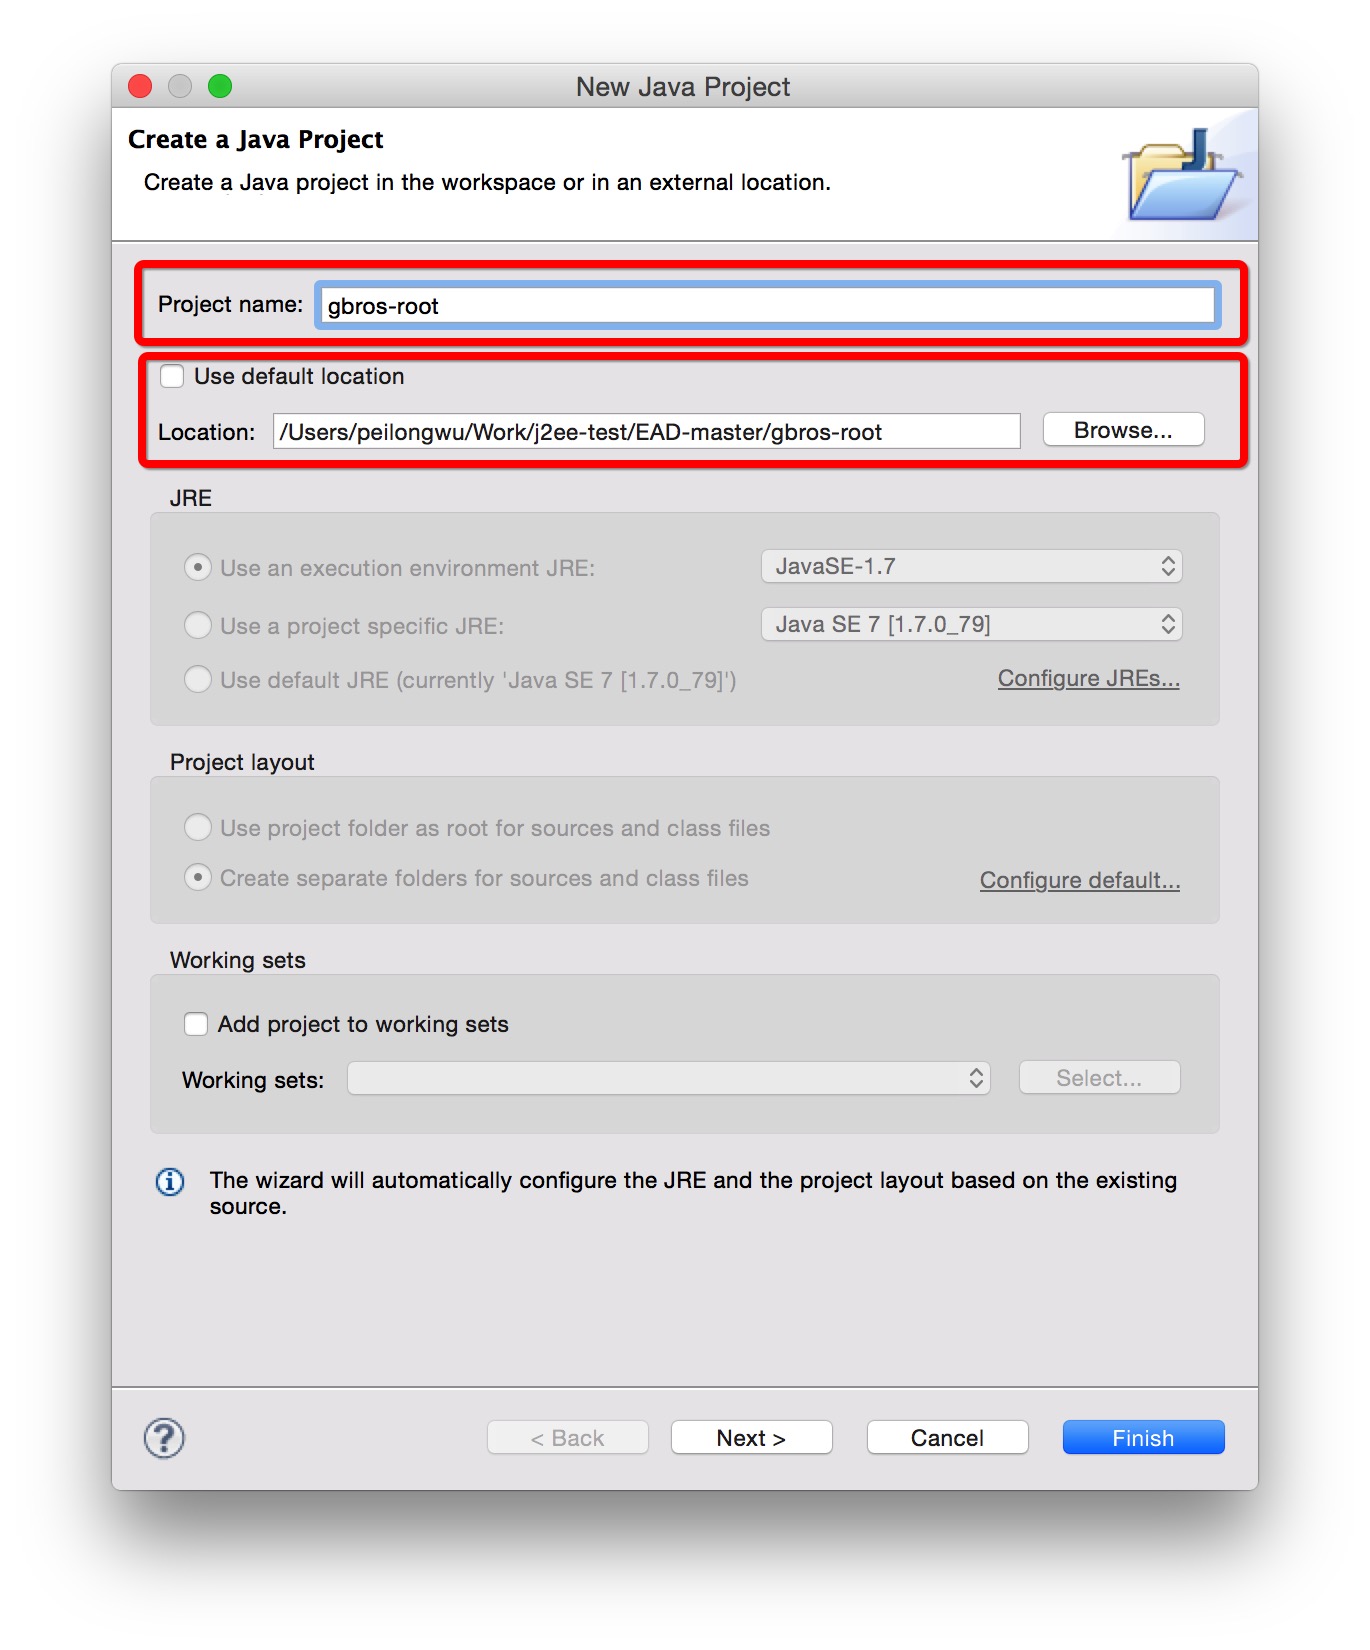 New Java Project
Create a Java Project
Create a Java project in the workspace or in an external location.
Project name: gbros-root
Use default location
Location: /Users/peilongwu/Work/j2ee-test/EAD-master/gbros-root Browse...
JRE
Use an execution environment JRE: JavaSE-1.7
Use a project specific JRE: Java SE 7 [1.7.0_79]
Use default JRE (currently 'Java SE 7 [1.7.0_79]') Configure JREs...
Project layout
Use project folder as root for sources and class files
Create separate folders for sources and class files Configure default...
Working sets
Add project to working sets
Working sets: Select...
The wizard will automatically configure the JRE and the project layout based on the existing
source.
? < Back Next > Cancel Finish